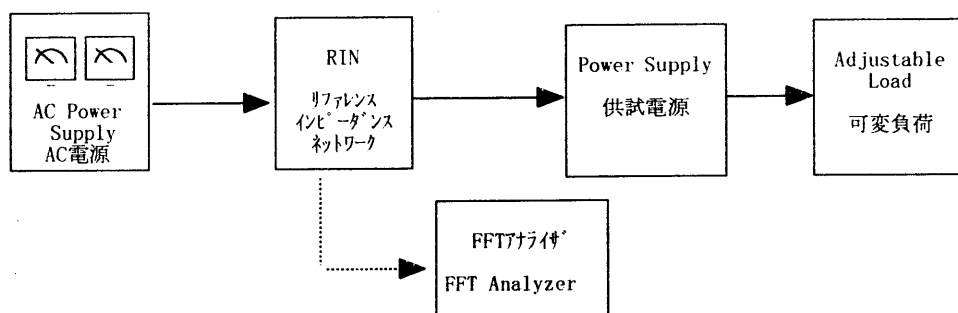 AC Power
Supply
AC電源
RIN
リファレンス
インピーダンス
ネットワーク
Power Supply
供試電源
Adjustable
Load
可変負荷
FFTアナライザ
FFT Analyzer